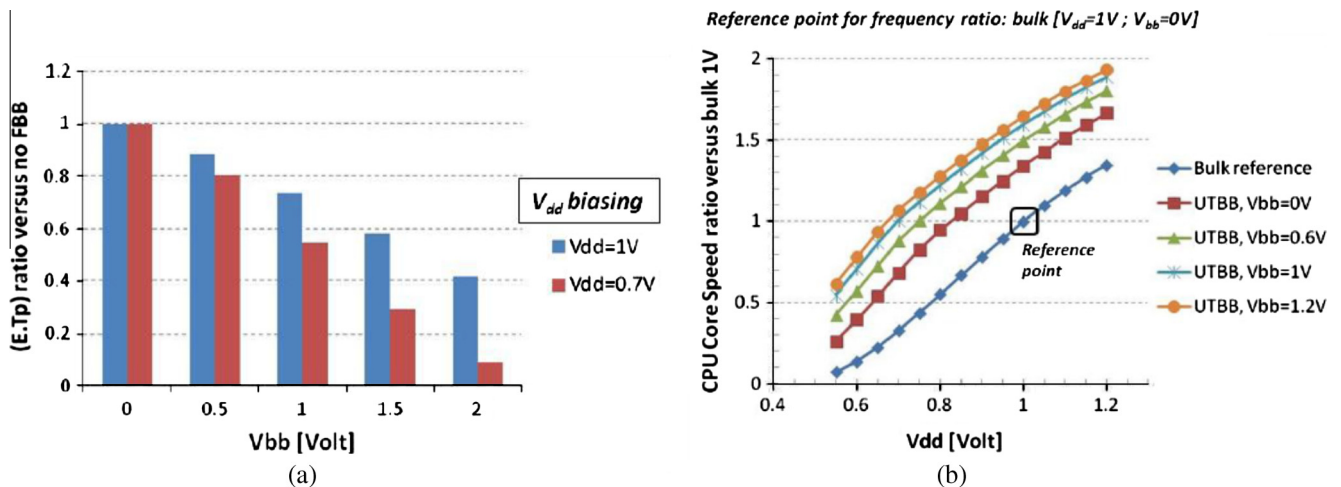 Reference point for frequency ratio: bulk [Vdd=1V ; Vbb=0V]
(E.Tp) ratio versus no FBB
1.2
1
0.8
0.6
0.4
0.2
0
0 0.5 1 1.5 2
Vbb [Volt]
Vdd biasing
Vdd=1V
Vdd=0.7V
(a)
CPU Core Speed ratio versus bulk 1V
2
1.5
1
0.5
0
0.4 0.6 0.8 1 1.2
Vdd [Volt]
Reference
point
Bulk reference
UTBB, Vbb=0V
UTBB, Vbb=0.6V
UTBB, Vbb=1V
UTBB, Vbb=1.2V
(b)